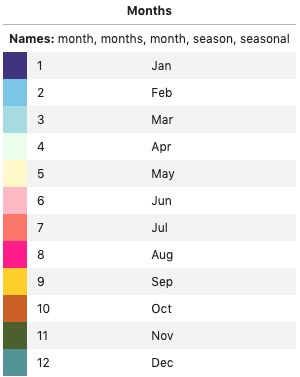 Months
Names: month, months, month, season, seasonal
1 Jan
2 Feb
3 Mar
4 Apr
5 May
6 Jun
7 Jul
8 Aug
9 Sep
10 Oct
11 Nov
12 Dec